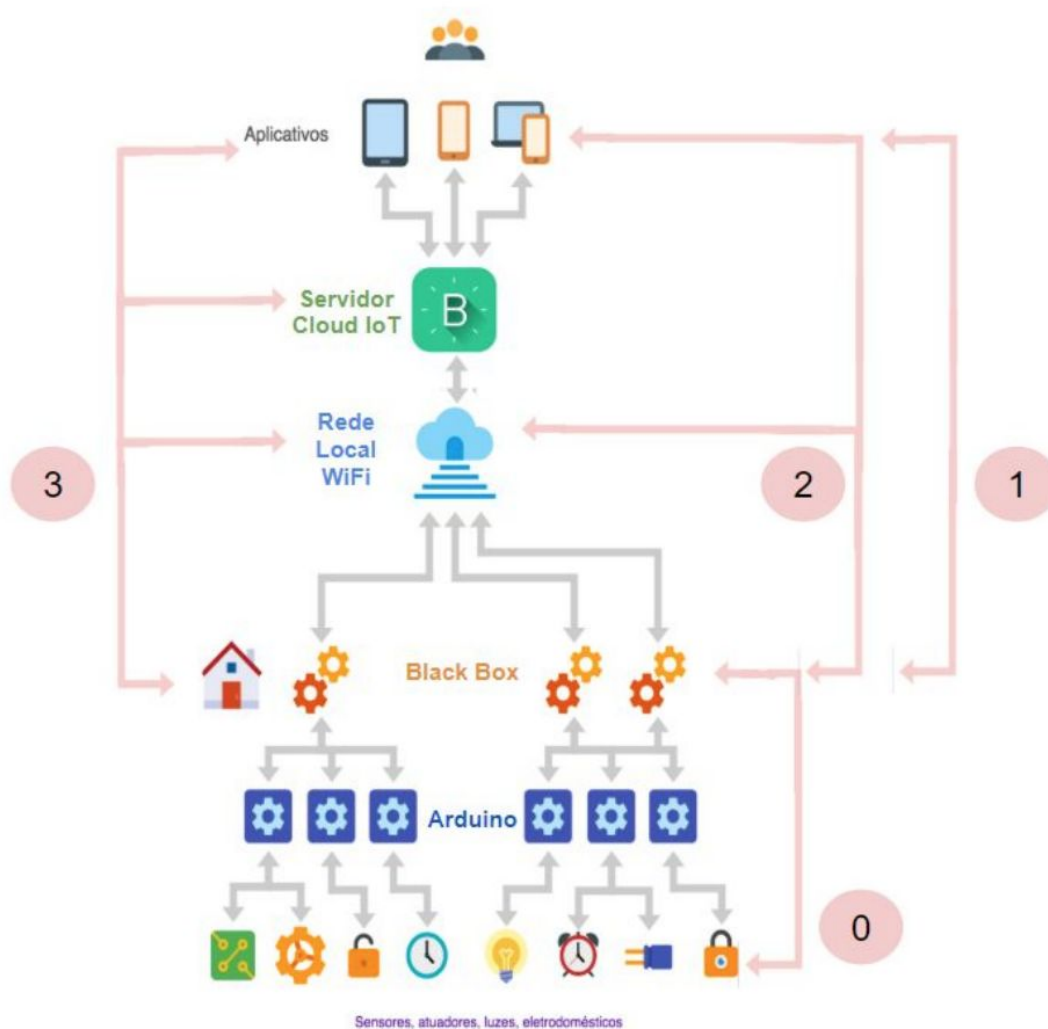 Aplicativos
Servidor
Cloud IoT
B
Rede
Local
WiFi
3
2
1
Black Box
Arduino
0
Sensores, atuadores, luzes, eletrodomésticos